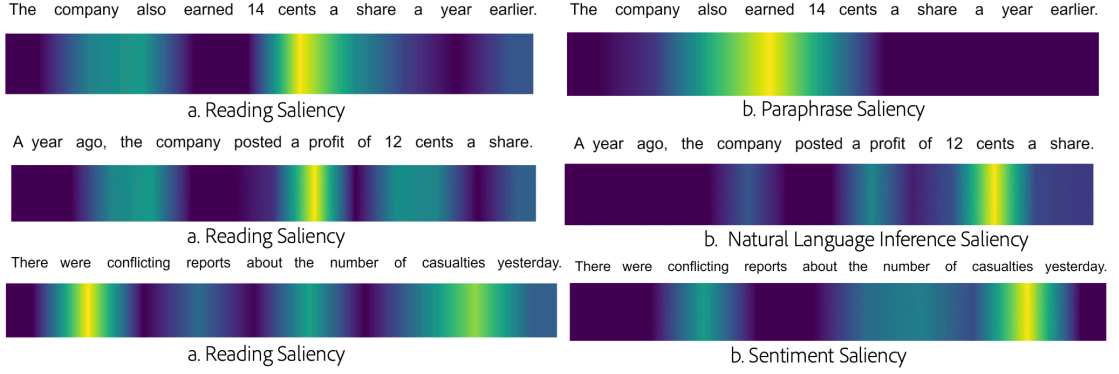 The company also earned 14 cents a share a year earlier.
The company also earned 14 cents a share a year earlier.
a. Reading Saliency
b. Paraphrase Saliency
A year ago, the company posted a profit of 12 cents a share.
A year ago, the company posted a profit of 12 cents a share.
a. Reading Saliency
b. Natural Language Inference Saliency
There were conflicting reports about the number of casualties yesterday.
There were conflicting reports about the number of casualties yesterday.
a. Reading Saliency
b. Sentiment Saliency